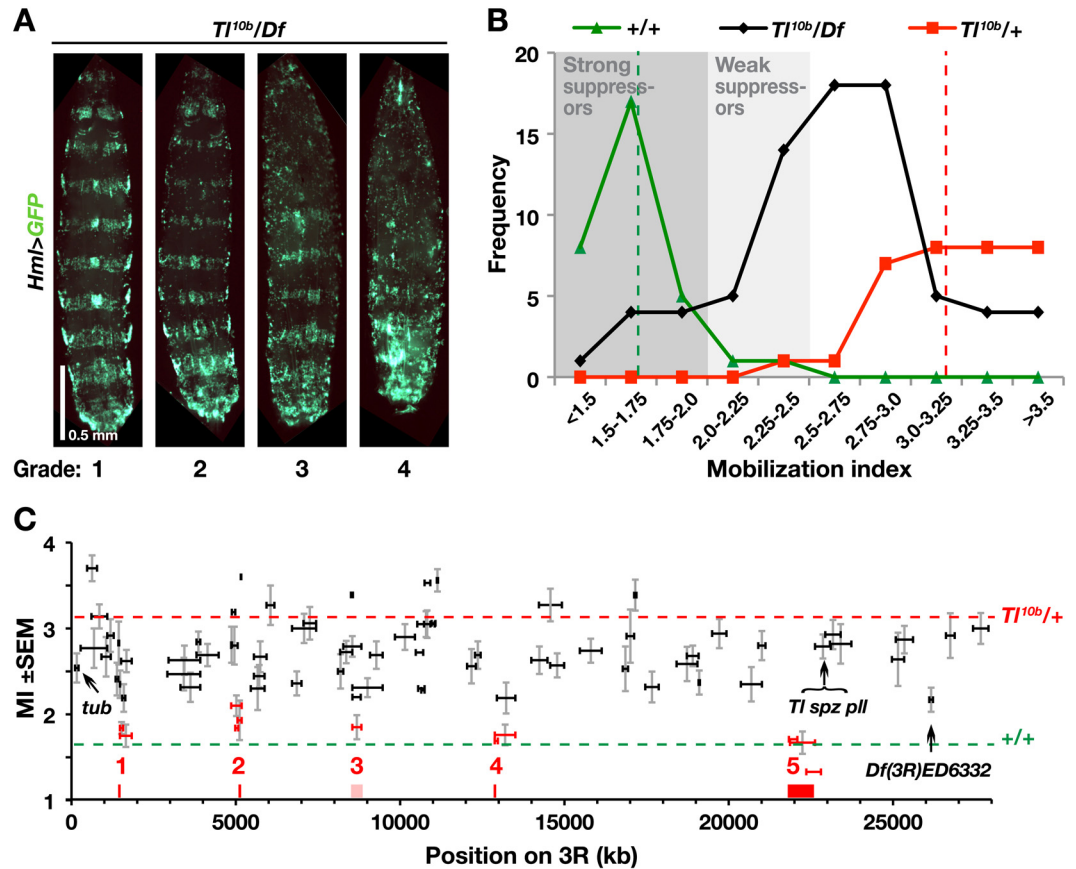 A
Tl10b/Df
Hml>GFP
0.5 mm
Grade: 1 2 3 4
B
+/+ Tl10b/Df Tl10b/+
Strong
suppress-
ors
Weak
suppress-
ors
Frequency
20
15
10
5
0
<1.5 1.5-1.75 1.75-2.0 2.0-2.25 2.25-2.5 2.5-2.75 2.75-3.0 3.0-3.25 3.25-3.5 >3.5
Mobilization index
C
MI ±SEM
4
3
2
1
Tl10b/+
+/+
tub
Tl spz pll
Df(3R)ED6332
1 2 3 4 5
0 5000 10000 15000 20000 25000
Position on 3R (kb)